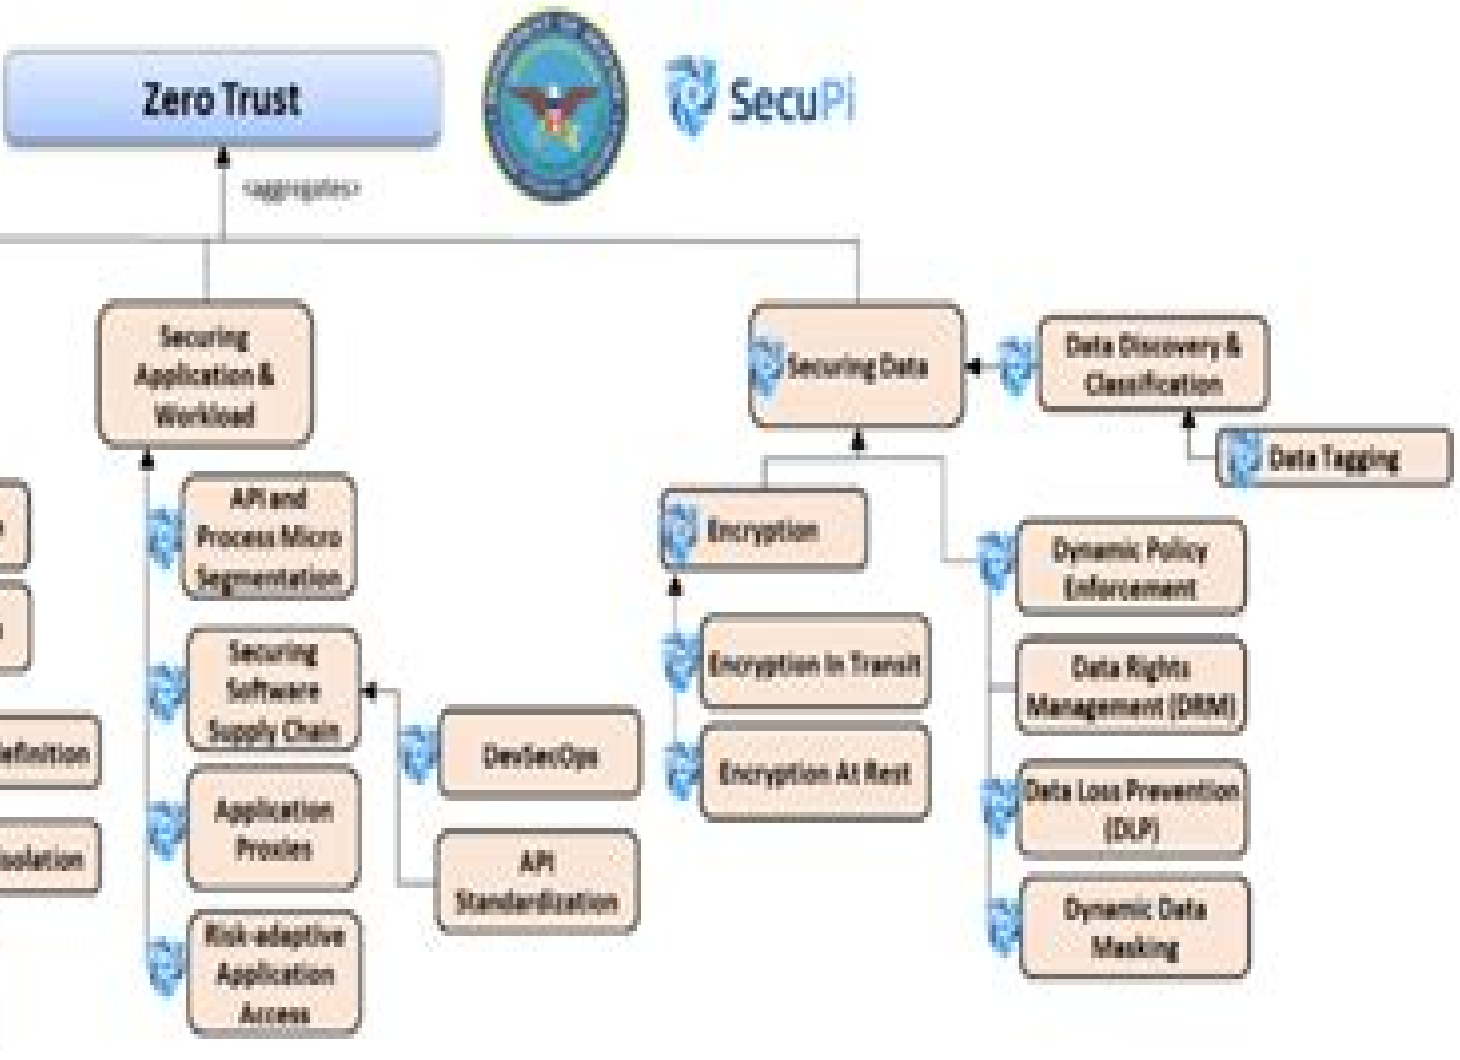 Zero Trust
SecuPi
<aggregates>
Securing
Application &
Workload
API and
Process Micro
Segmentation
Securing
Software
Supply Chain
Application
Proxies
Risk-adaptive
Application
Access
DevSecOps
API
Standardization
efinition
solation
Securing Data
Data Discovery &
Classification
Data Tagging
Encryption
Encryption In Transit
Encryption At Rest
Dynamic Policy
Enforcement
Data Rights
Management (DRM)
Data Loss Prevention
(DLP)
Dynamic Data
Masking